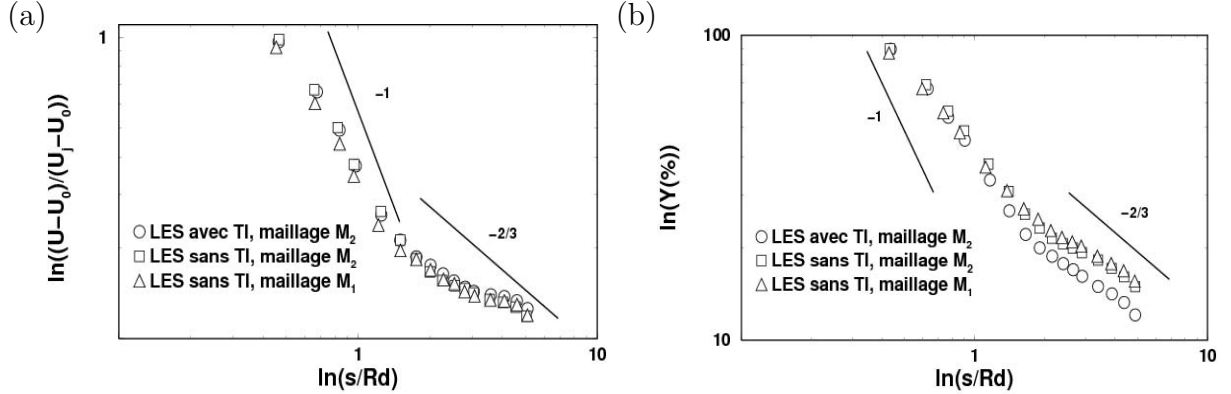 (a)
1
ln((U−U₀)/(Uⱼ−U₀))
−1
−2/3
LES avec TI, maillage M₂
LES sans TI, maillage M₂
LES sans TI, maillage M₁
1
10
ln(s/Rd)
(b)
100
ln(Y(%))
−1
−2/3
LES avec TI, maillage M₂
LES sans TI, maillage M₂
LES sans TI, maillage M₁
10
1
10
ln(s/Rd)